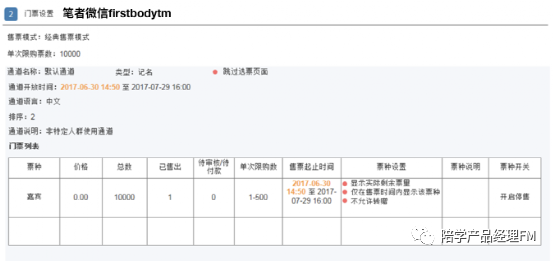 2 门票设置 笔者微信firstbodytm
售票模式：经典售票模式
单次限购票数：10000
通道名称：默认通道 类型：记名 跳过选票页面
通道开放时间：2017-06-30 14:50 至 2017-07-29 16:00
通道语言：中文
排序：2
通道说明：非特定人群使用通道
门票列表
票种 价格 总数 已售出 待审核/待付款 单次限购数 售票起止时间 票种设置 票种说明 票种开关
嘉宾 0.00 10000 1 0 1-500 2017-06-30 14:50 至 2017-07-29 16:00 显示实际剩余票量 仅在售票时间内显示该票种 不允许转赠 开启停售
陪学产品经理FM